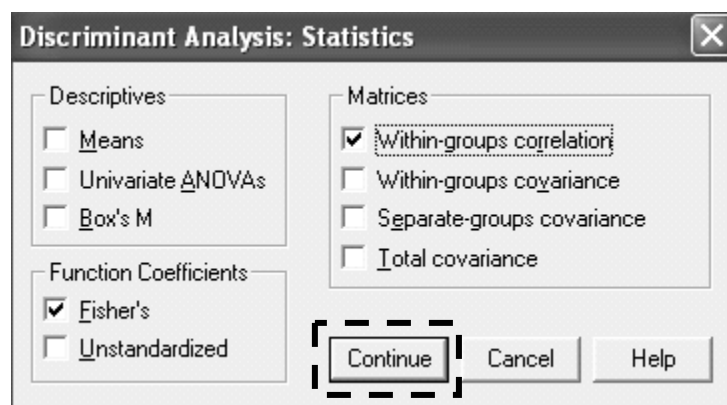 Discriminant Analysis: Statistics
Descriptives
Means
Univariate ANOVAs
Box's M
Function Coefficients
Fisher's
Unstandardized
Matrices
Within-groups correlation
Within-groups covariance
Separate-groups covariance
Total covariance
Continue
Cancel
Help